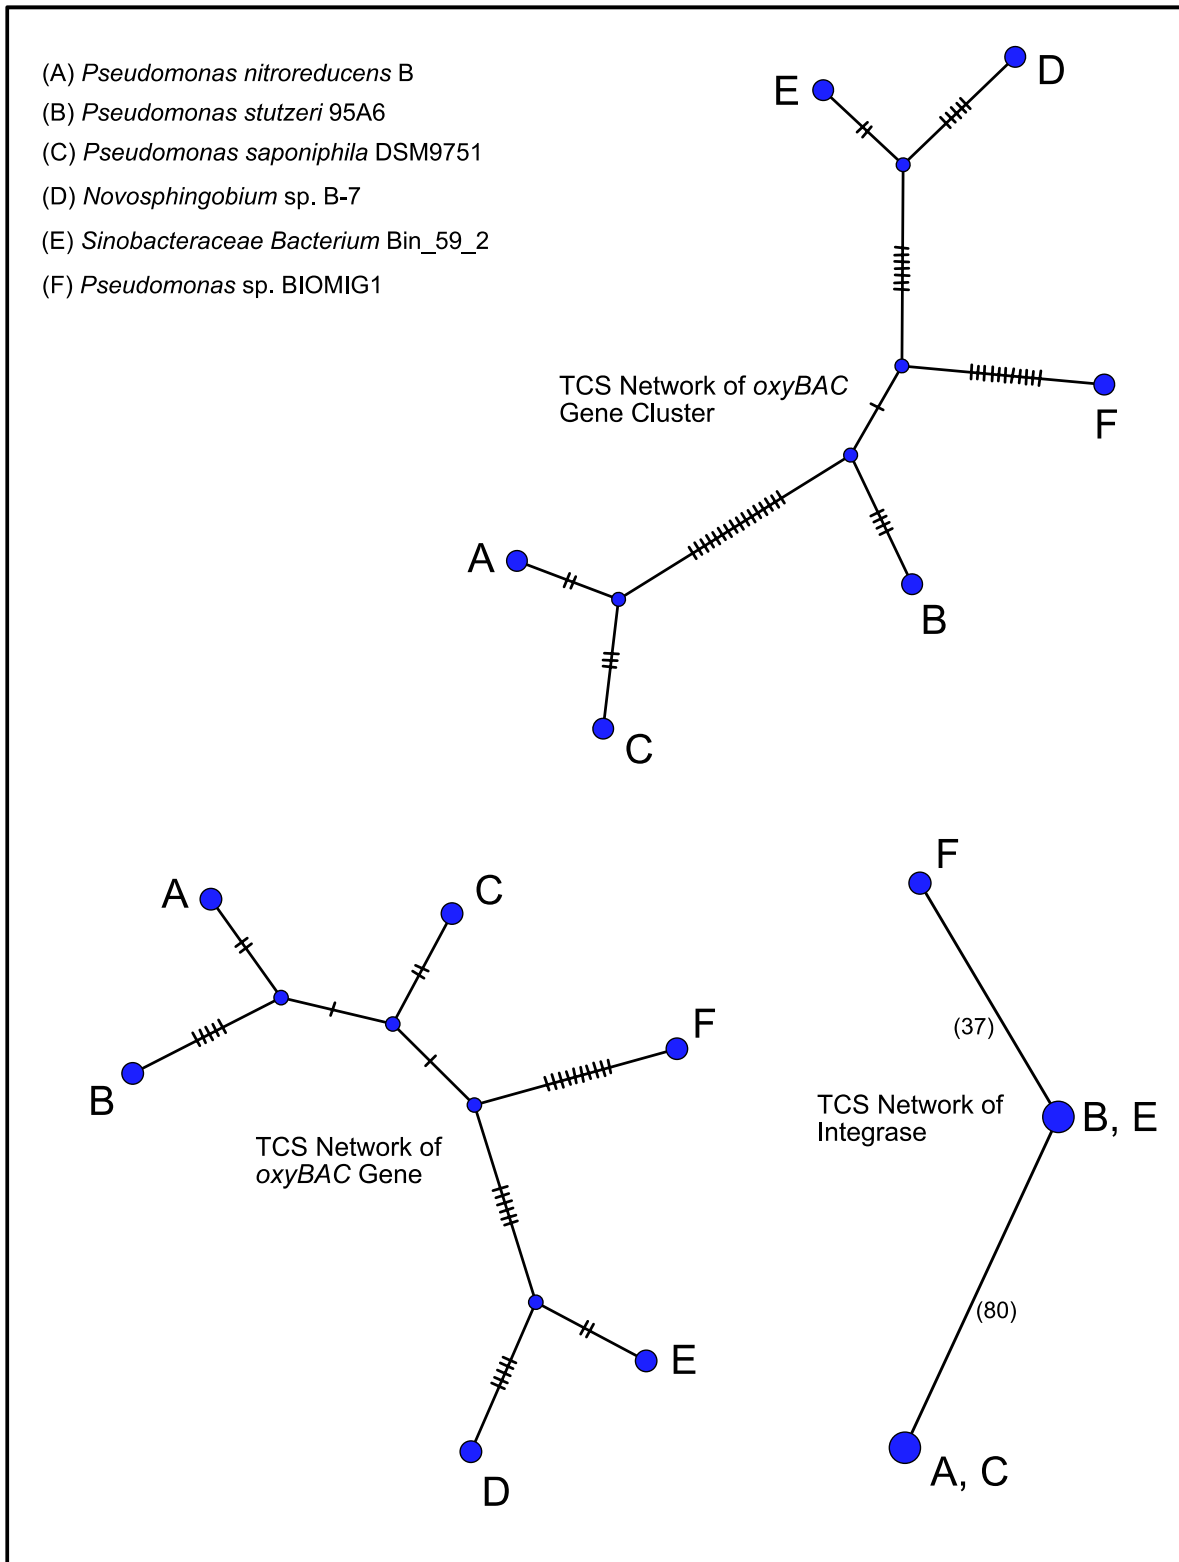 (A) Pseudomonas nitroreducens B
(B) Pseudomonas stutzeri 95A6
(C) Pseudomonas saponiphila DSM9751
(D) Novosphingobium sp. B-7
(E) Sinobacteraceae Bacterium Bin_59_2
(F) Pseudomonas sp. BIOMIG1
E
D
TCS Network of oxyBAC
Gene Cluster
F
A
B
C
A
C
F
B
TCS Network of
oxyBAC Gene
E
D
F
(37)
TCS Network of
Integrase
B, E
(80)
A, C